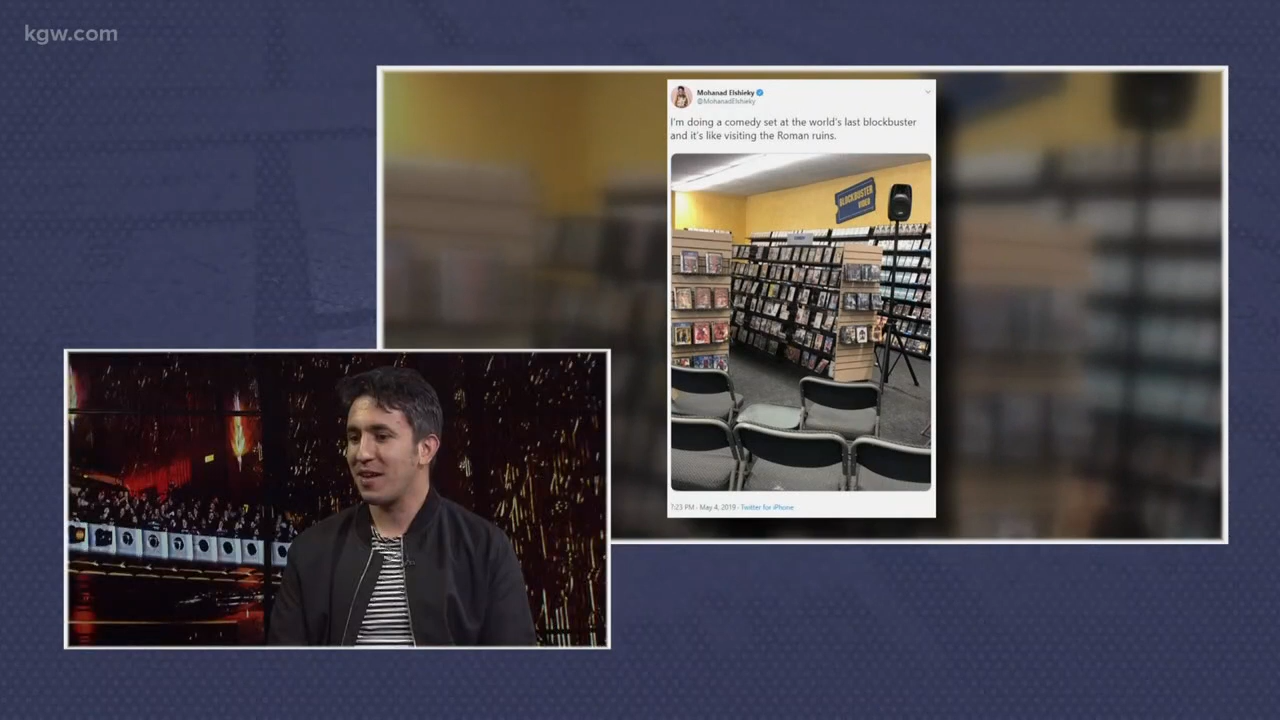 kgw.com
Mohanad Elshieky
@MohanadElshieky
I'm doing a comedy set at the world's last blockbuster
and it's like visiting the Roman ruins.
BLOCKBUSTER
VIDEO
7:23 PM · May 4, 2019 · Twitter for iPhone